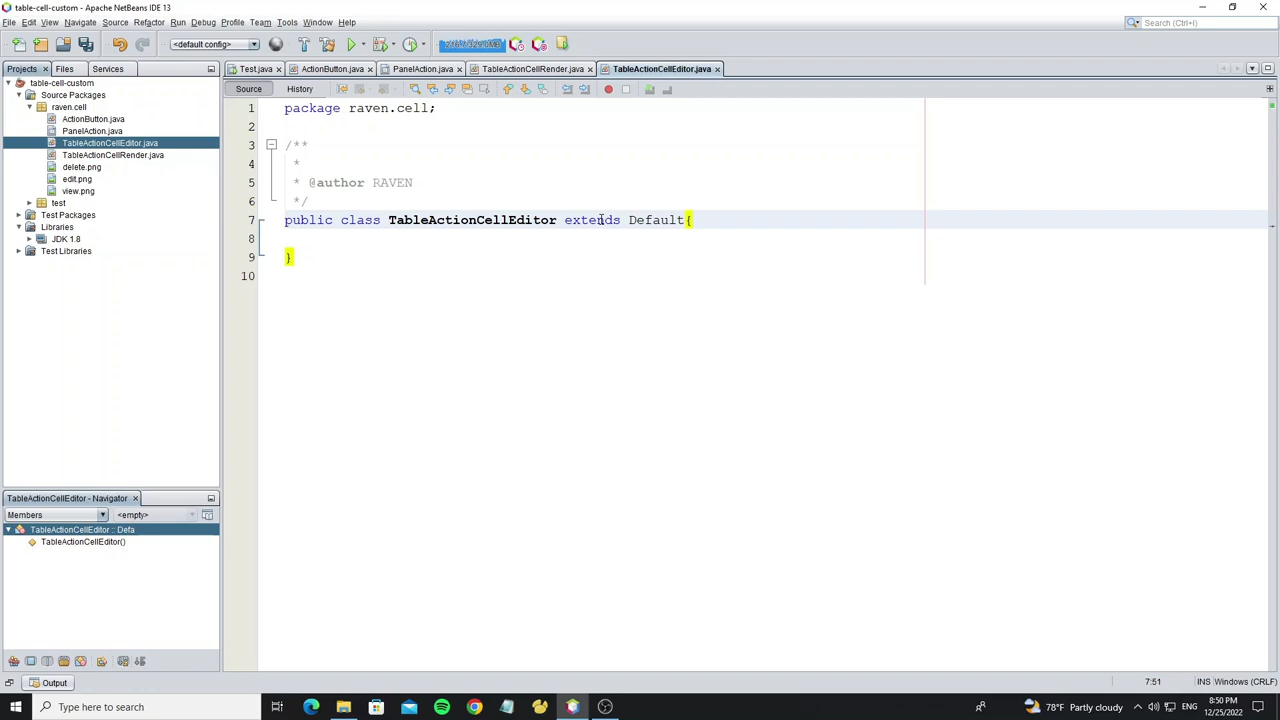 table-cell-custom - Apache NetBeans IDE 13
File Edit View Navigate Source Refactor Run Debug Profile Team Tools Window Help
Search (Ctrl+I)
<default config>
Projects Files Services
Test.java ActionButton.java PanelAction.java TableActionCellRender.java TableActionCellEditor.java
Source History
table-cell-custom
Source Packages
raven.cell
ActionButton.java
PanelAction.java
TableActionCellEditor.java
TableActionCellRender.java
delete.png
edit.png
view.png
test
Test Packages
Libraries
JDK 1.8
Test Libraries
1 package raven.cell;
2
3 /**
4 *
5 * @author RAVEN
6 */
7 public class TableActionCellEditor extends Default{
8
9 }
10
TableActionCellEditor - Navigator
Members <empty>
TableActionCellEditor :: Defa
TableActionCellEditor()
Output
7:51 INS Windows (CRLF)
Type here to search
78°F Partly cloudy
ENG
8:50 PM
12/25/2022